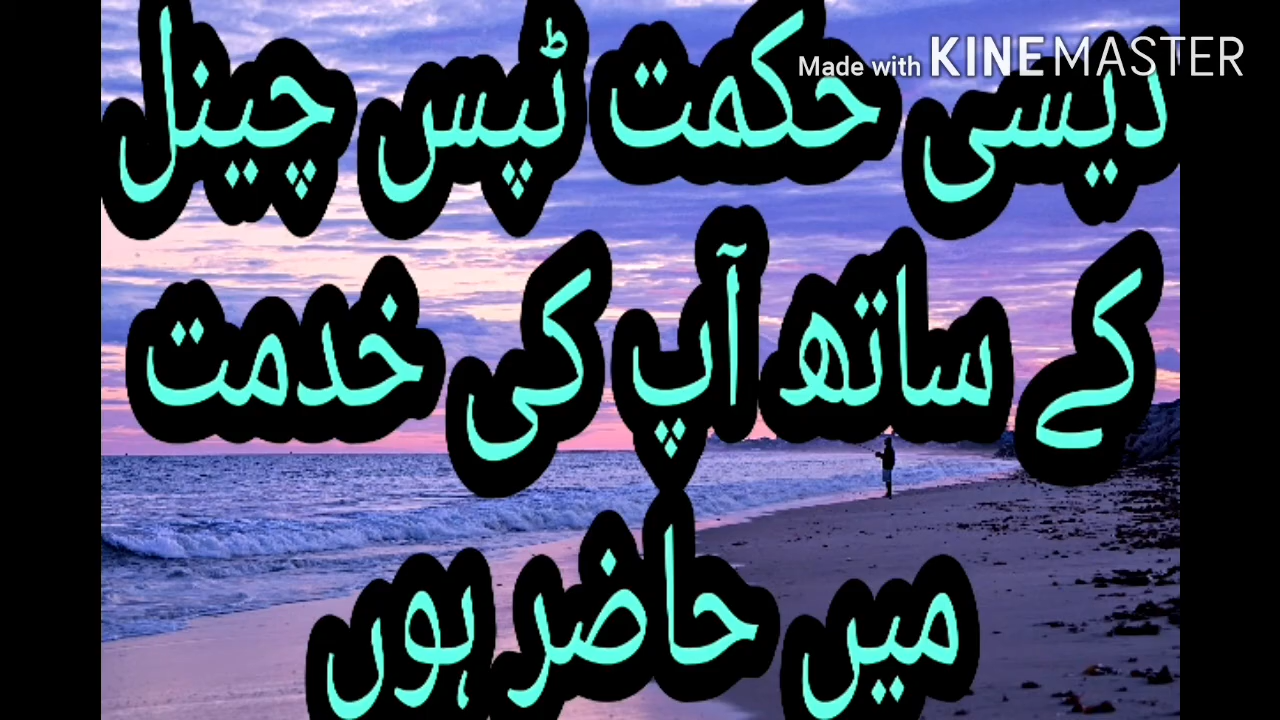 Made with KINEMASTER
دیسی حکمت ٹپس چینل
کے ساتھ آپ کی خدمت
میں حاضر ہوں